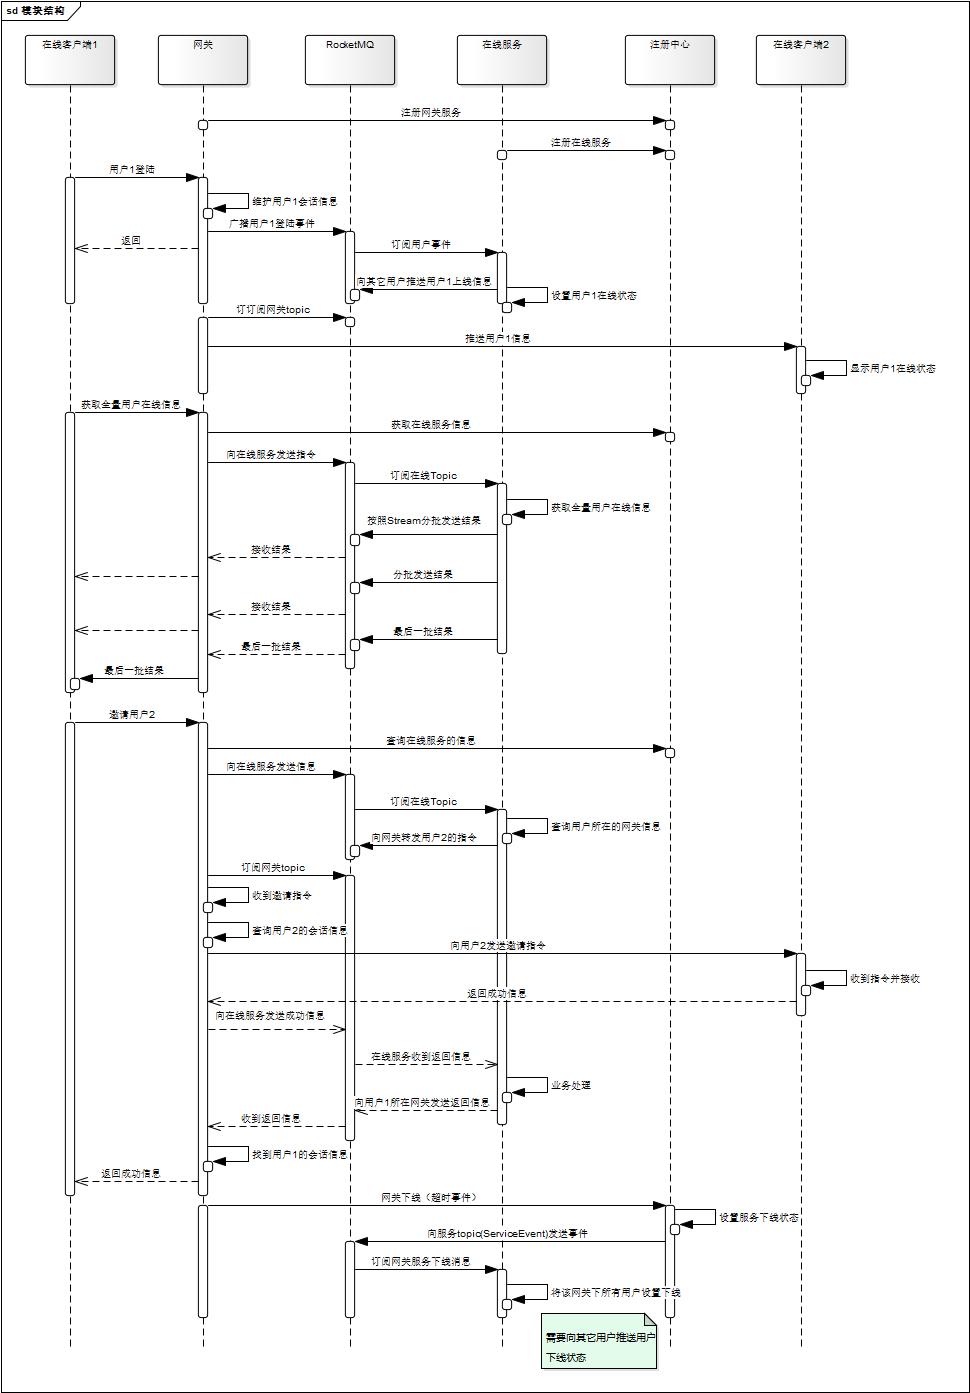 sd 模块结构
在线客户端1
网关
RocketMQ
在线服务
注册中心
在线客户端2
注册网关服务
注册在线服务
用户1登陆
维护用户1会话信息
广播用户1登陆事件
返回
订阅用户事件
向其它用户推送用户1上线信息
设置用户1在线状态
订订阅网关topic
推送用户1信息
显示用户1在线状态
获取全量用户在线信息
获取在线服务信息
向在线服务发送指令
订阅在线Topic
获取全量用户在线信息
按照Stream分批发送结果
接收结果
分批发送结果
接收结果
最后一批结果
最后一批结果
最后一批结果
邀请用户2
查询在线服务的信息
向在线服务发送信息
订阅在线Topic
查询用户所在的网关信息
向网关转发用户2的指令
订阅网关topic
收到邀请指令
查询用户2的会话信息
向用户2发送邀请指令
收到指令并接收
返回成功信息
向在线服务发送成功信息
在线服务收到返回信息
业务处理
向用户1所在网关发送返回信息
收到返回信息
找到用户1的会话信息
返回成功信息
网关下线（超时事件）
设置服务下线状态
向服务topic(ServiceEvent)发送事件
订阅网关服务下线消息
将该网关下所有用户设置下线
需要向其它用户推送用户
下线状态